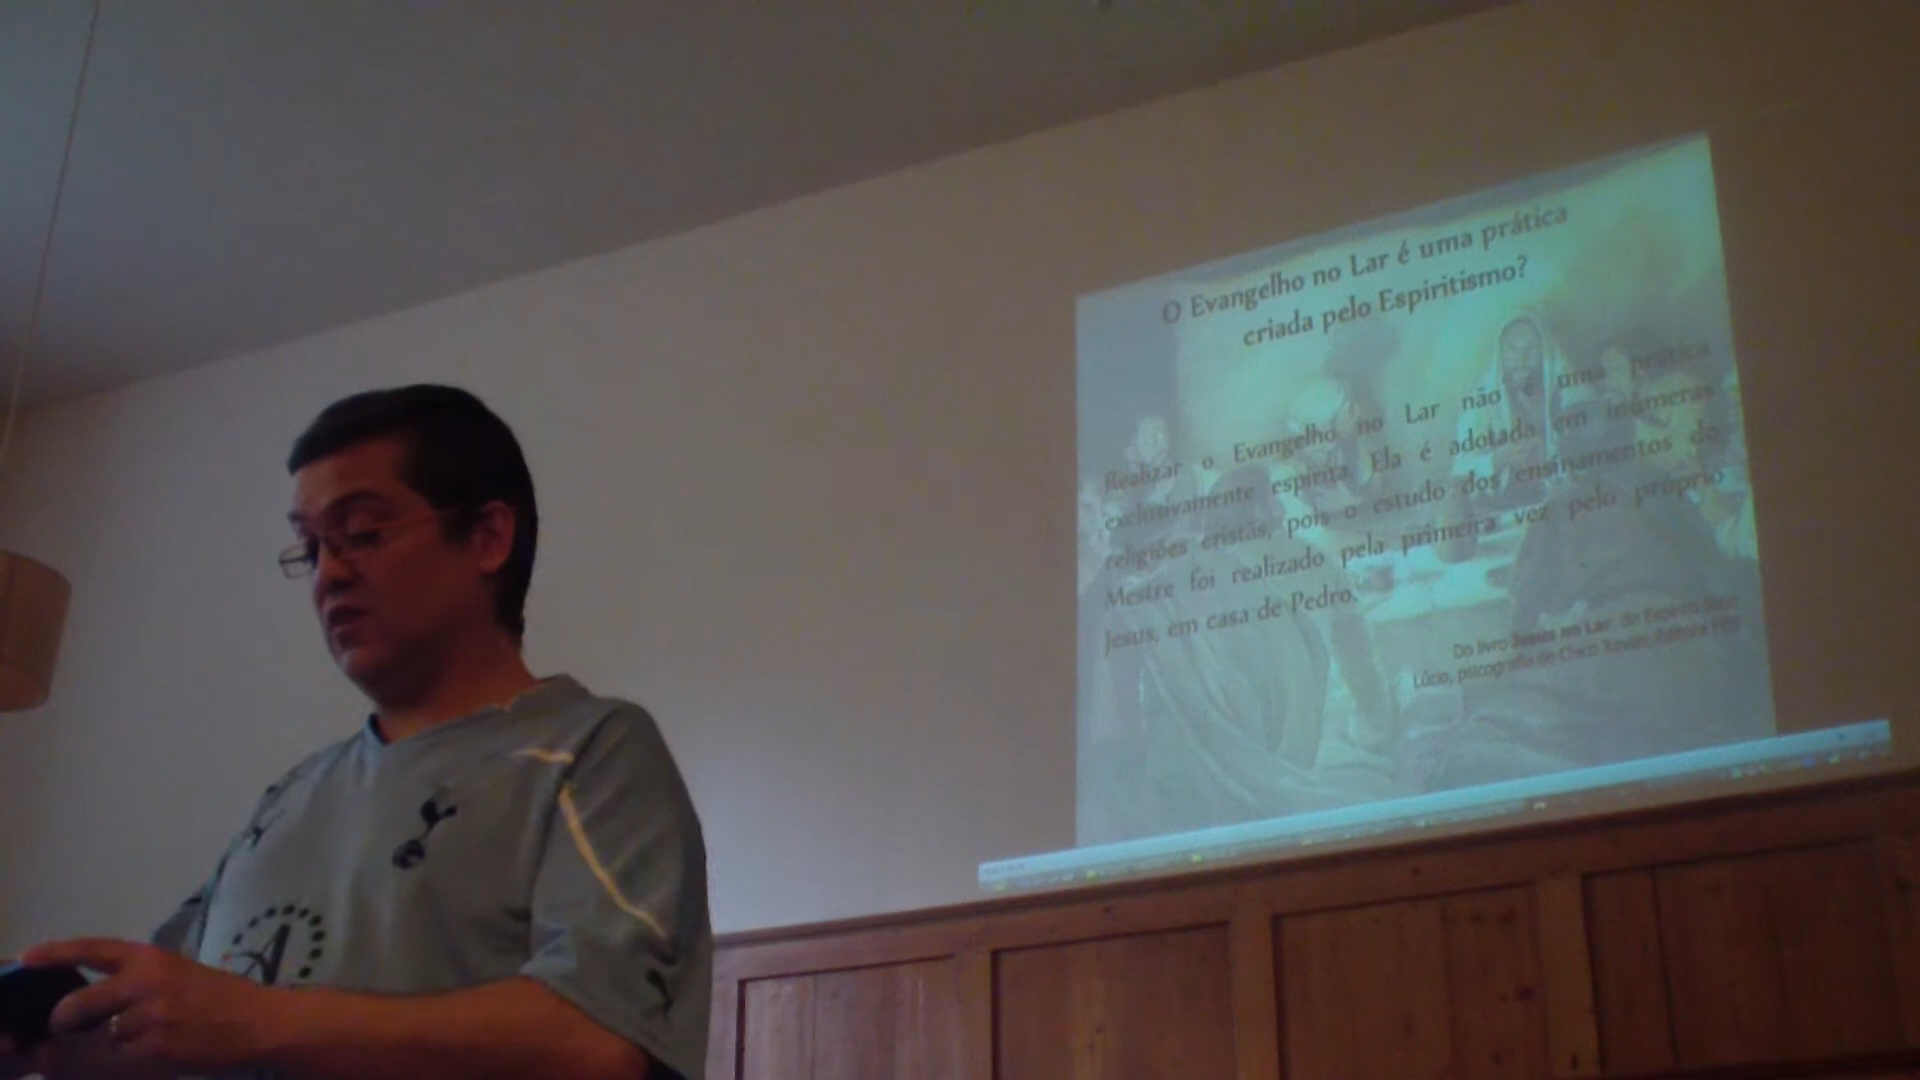 O Evangelho no Lar é uma prática
criada pelo Espiritismo?
Realizar o Evangelho no Lar não é uma prática
exclusivamente espírita. Ela é adotada em inúmeras
religiões cristãs, pois o estudo dos ensinamentos do
Mestre foi realizado pela primeira vez pelo próprio
Jesus, em casa de Pedro.
Do livro Jesus no Lar, do Espírito Neio
Lúcio, psicografia de Chico Xavier. Editora FEB